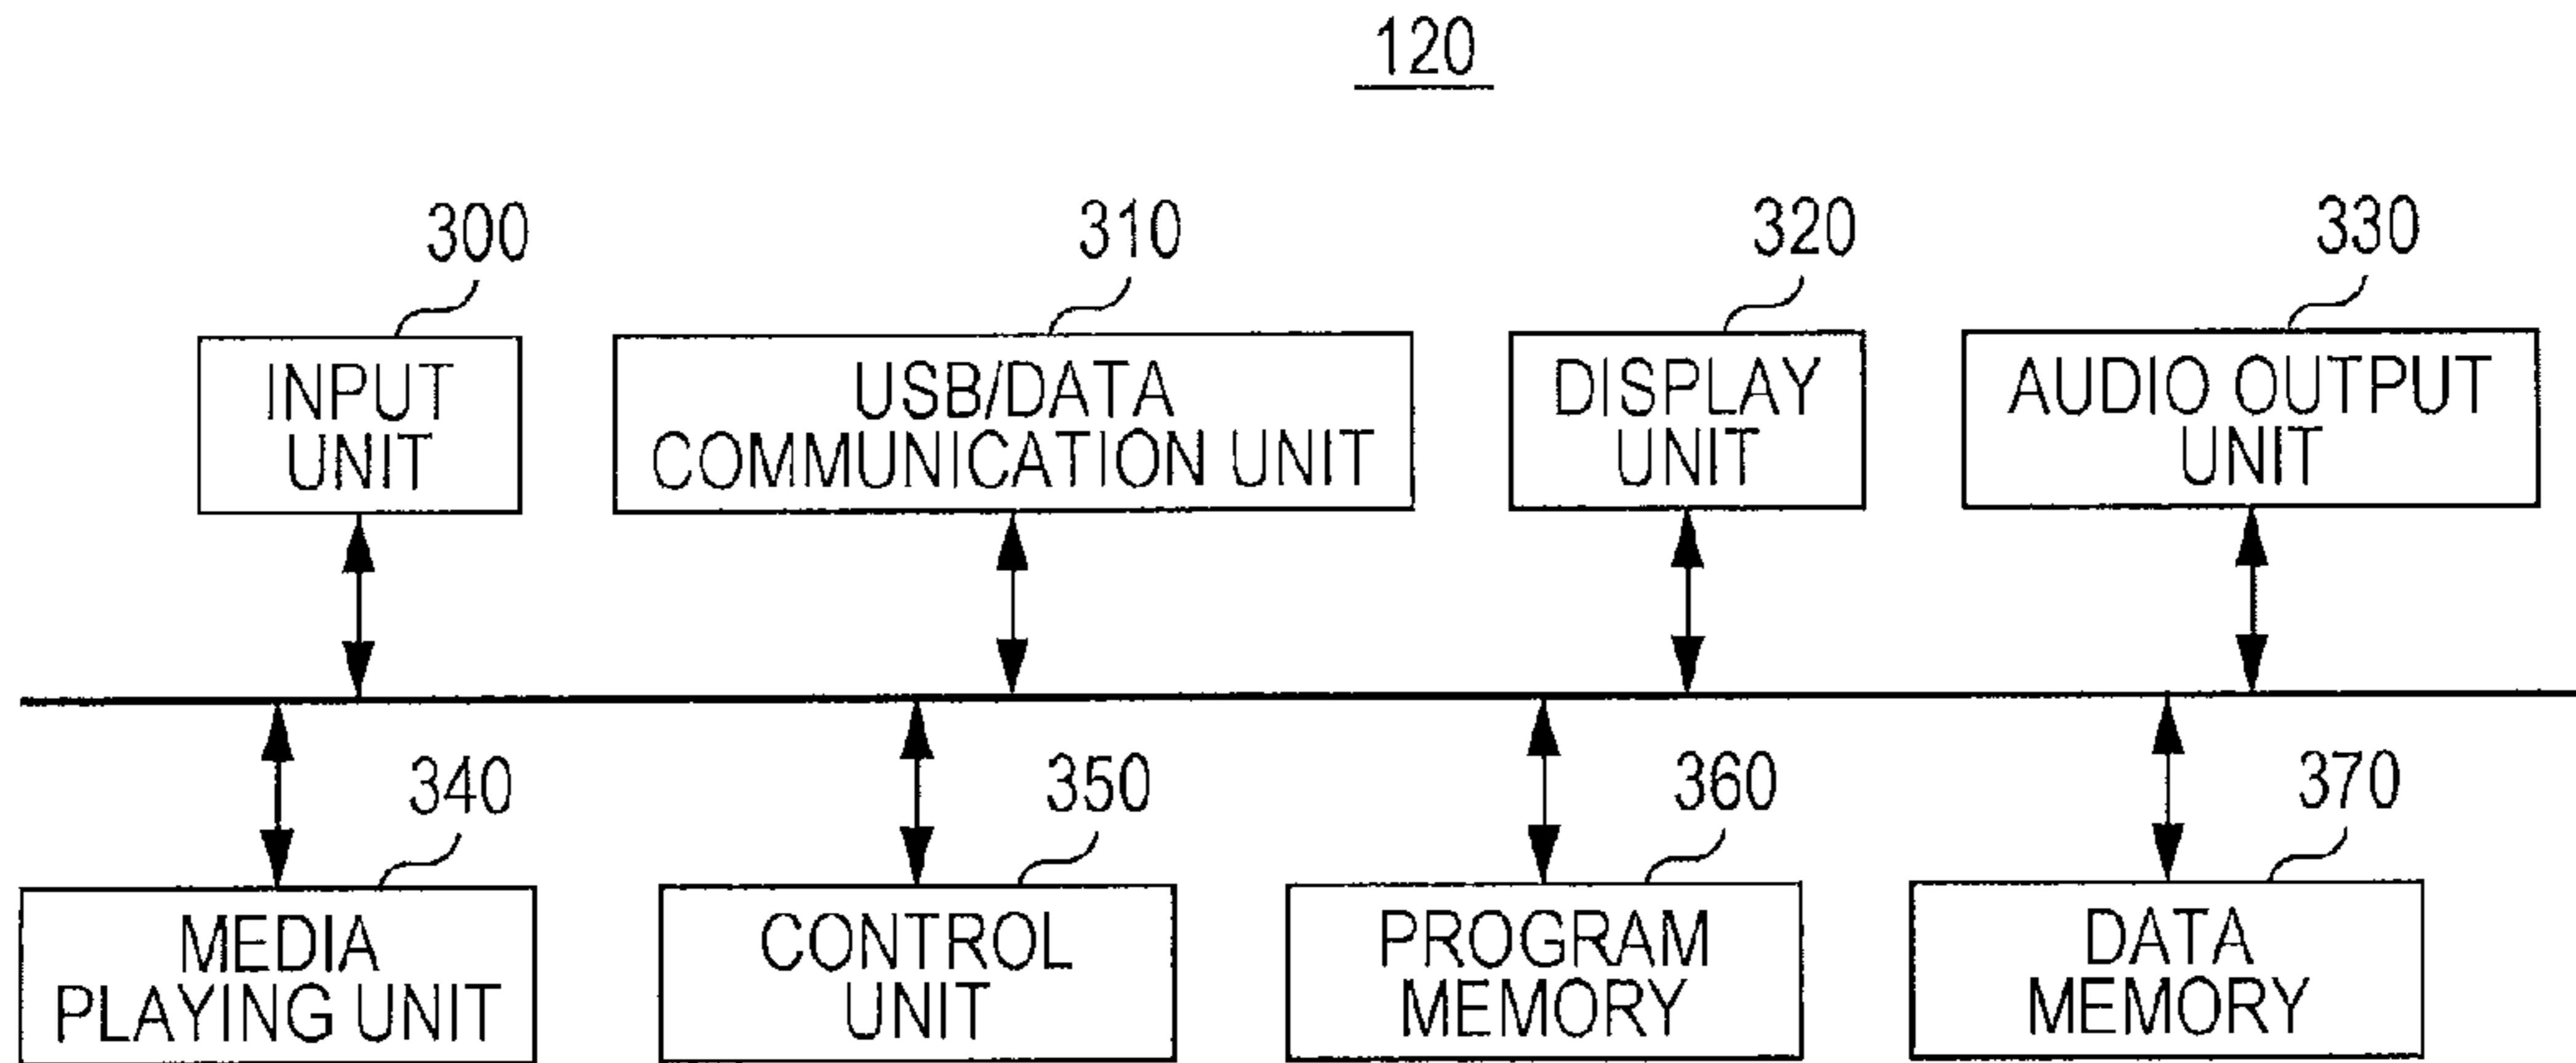 120
300
310
320
330
INPUT
UNIT
USB/DATA
COMMUNICATION UNIT
DISPLAY
UNIT
AUDIO OUTPUT
UNIT
340
350
360
370
MEDIA
PLAYING UNIT
CONTROL
UNIT
PROGRAM
MEMORY
DATA
MEMORY